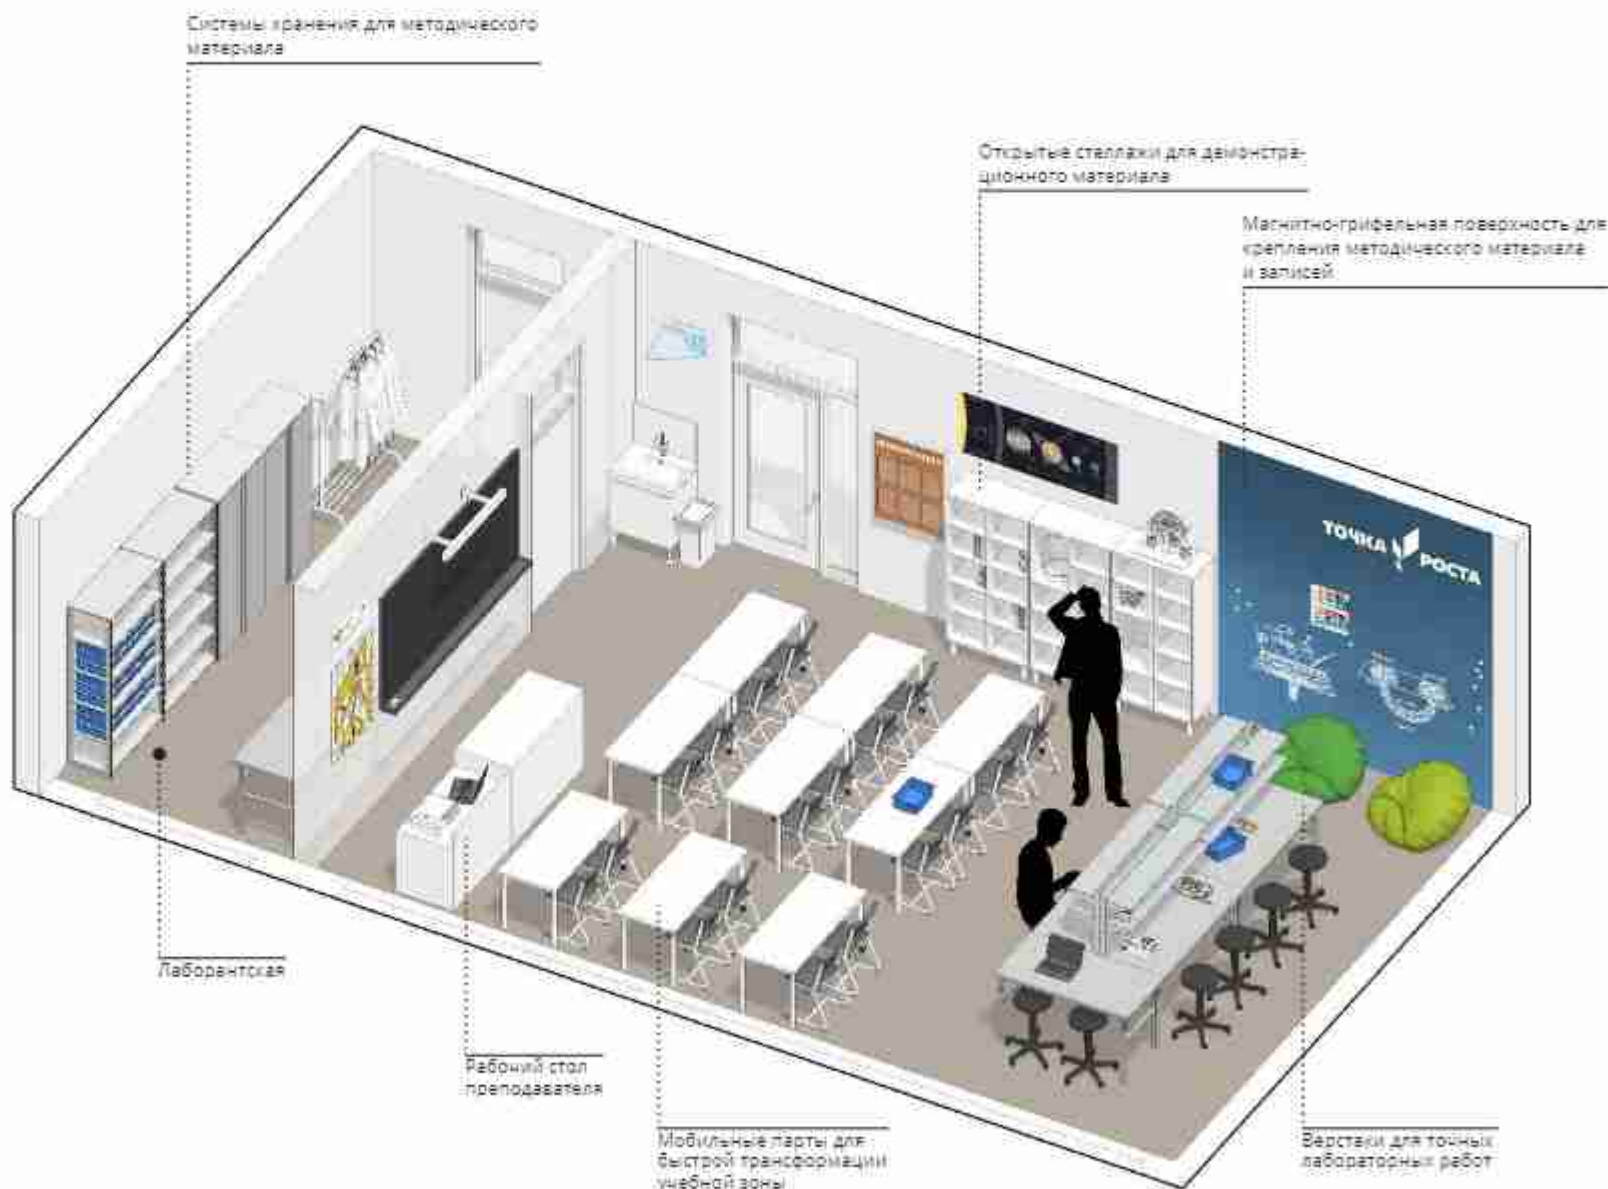 Системы хранения для методического
материала
Открытые стеллажи для демонстра-
ционного материала
Магнитно-грифельная поверхность для
крепления методического материала
и записей
ТОЧКА РОСТА
Лаборантская
Рабочий стол
преподавателя
Мобильные парты для
быстрой трансформации
учебной зоны
Верстаки для точных
лабораторных работ